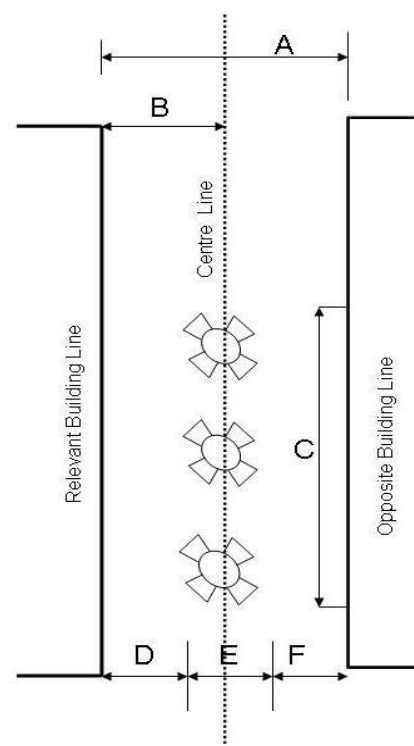 A
B
Centre Line
Relevant Building Line
C
Opposite Building Line
D
E
F